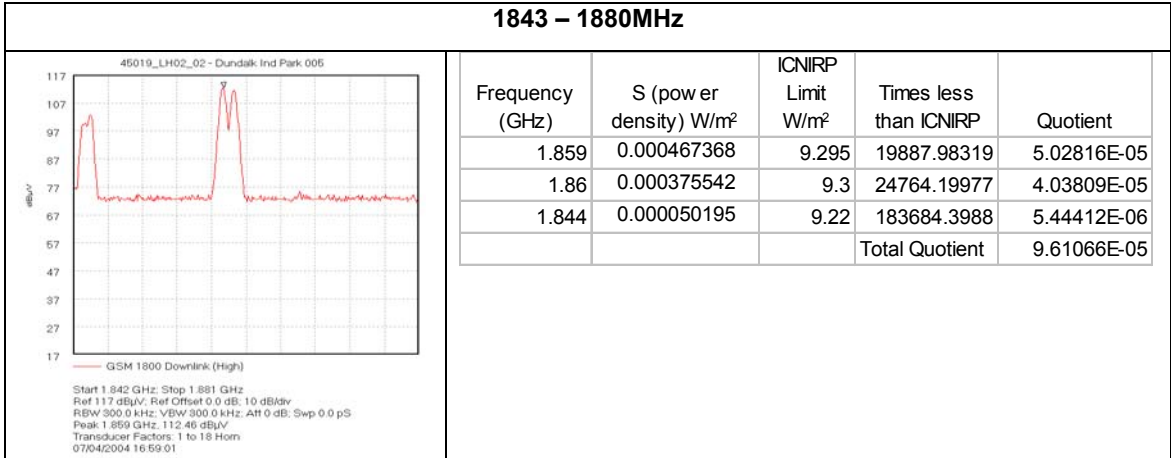 1843 – 1880MHz
45019_LH02_02 - Dundalk Ind Park 005
117
107
97
87
77
67
57
47
37
27
17
dBµV
GSM 1800 Downlink (High)
Start 1.842 GHz; Stop 1.881 GHz
Ref 117 dBµV; Ref Offset 0.0 dB; 10 dB/div
RBW 300.0 kHz; VBW 300.0 kHz; Att 0 dB; Swp 0.0 pS
Peak 1.859 GHz, 112.46 dBµV
Transducer Factors: 1 to 18 Horn
07/04/2004 16:59:01
Frequency (GHz) S (power density) W/m² ICNIRP Limit W/m² Times less than ICNIRP Quotient
1.859 0.000467368 9.295 19887.98319 5.02816E-05
1.86 0.000375542 9.3 24764.19977 4.03809E-05
1.844 0.000050195 9.22 183684.3988 5.44412E-06
Total Quotient 9.61066E-05